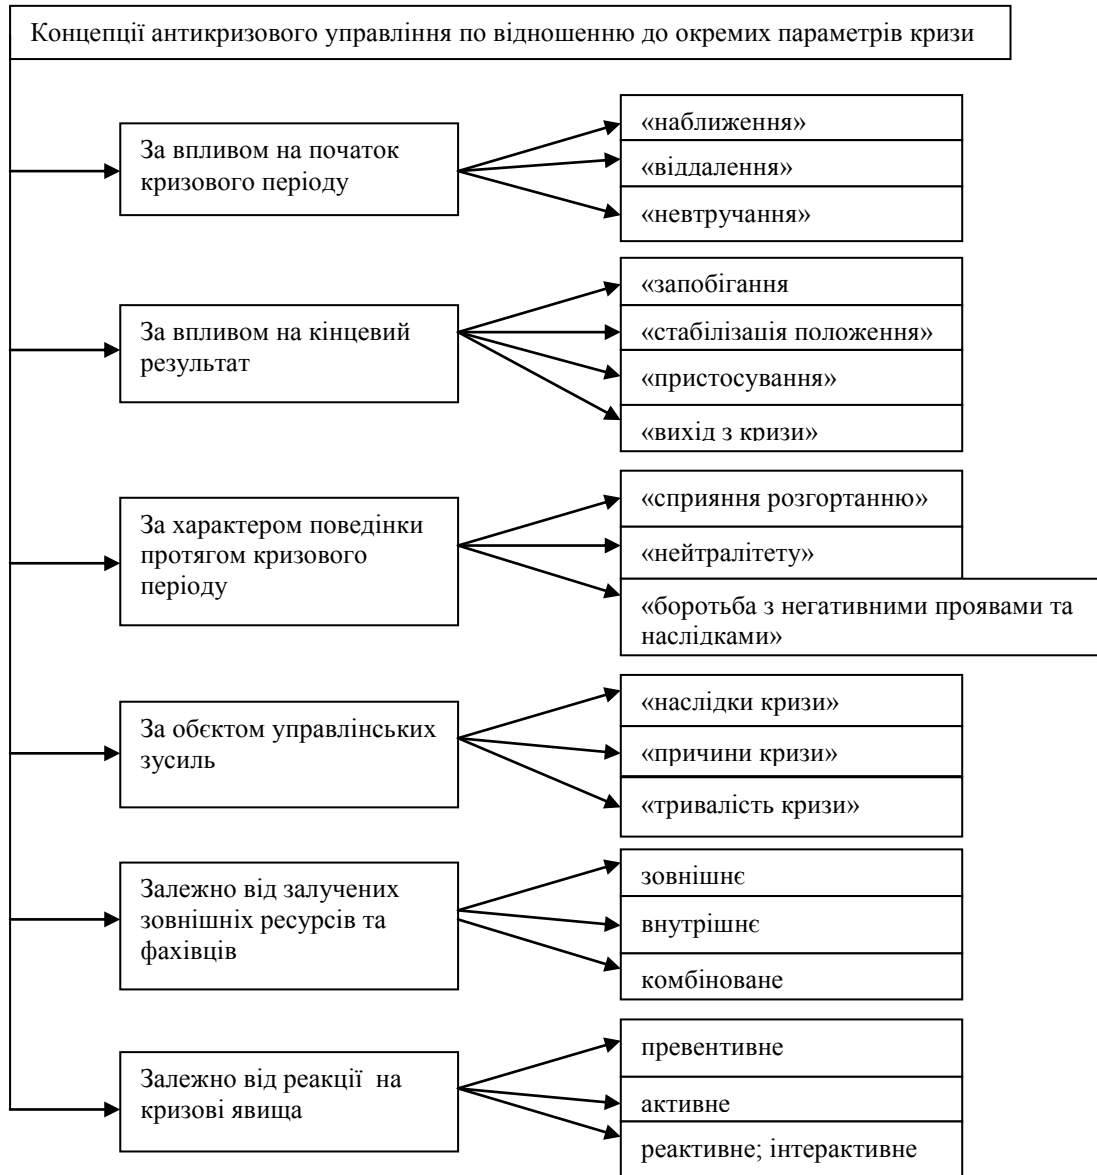 Концепції антикризового управління по відношенню до окремих параметрів кризи
За впливом на початок
кризового періоду
«наближення»
«віддалення»
«невтручання»
За впливом на кінцевий
результат
«запобігання
«стабілізація положення»
«пристосування»
«вихід з кризи»
За характером поведінки
протягом кризового
періоду
«сприяння розгортанню»
«нейтралітету»
«боротьба з негативними проявами та
наслідками»
За обєктом управлінських
зусиль
«наслідки кризи»
«причини кризи»
«тривалість кризи»
Залежно від залучених
зовнішніх ресурсів та
фахівців
зовнішнє
внутрішнє
комбіноване
Залежно від реакції на
кризові явища
превентивне
активне
реактивне; інтерактивне